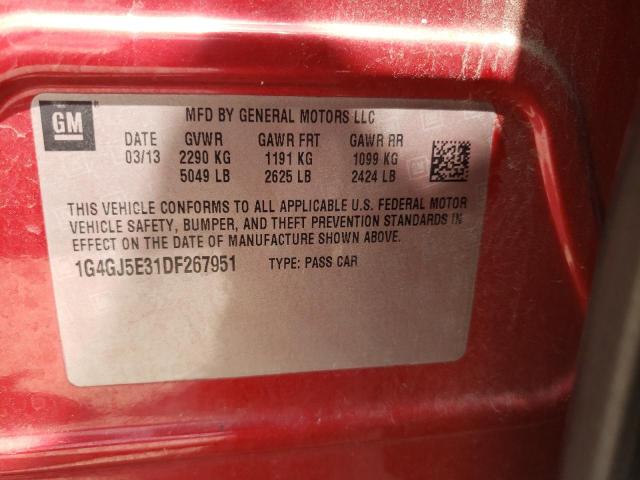 GM
MFD BY GENERAL MOTORS LLC
DATE GVWR GAWR FRT GAWR RR
03/13 2290 KG 1191 KG 1099 KG
5049 LB 2625 LB 2424 LB
THIS VEHICLE CONFORMS TO ALL APPLICABLE U.S. FEDERAL MOTOR
VEHICLE SAFETY, BUMPER, AND THEFT PREVENTION STANDARDS IN
EFFECT ON THE DATE OF MANUFACTURE SHOWN ABOVE.
1G4GJ5E31DF267951 TYPE: PASS CAR